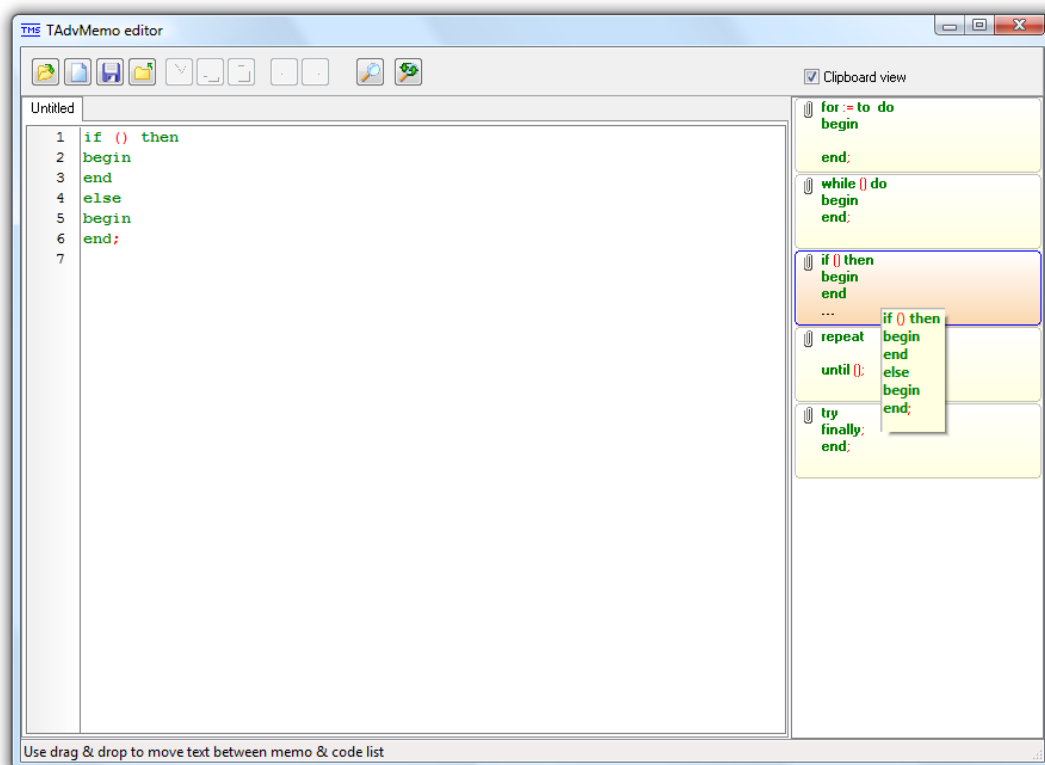 TMS TAdvMemo editor
Clipboard view
Untitled
1 if () then
2 begin
3 end
4 else
5 begin
6 end;
7
for := to do
begin
end;
while () do
begin
end;
if () then
begin
end
...
repeat
until ();
try
finally;
end;
if () then
begin
end
else
begin
end;
Use drag & drop to move text between memo & code list